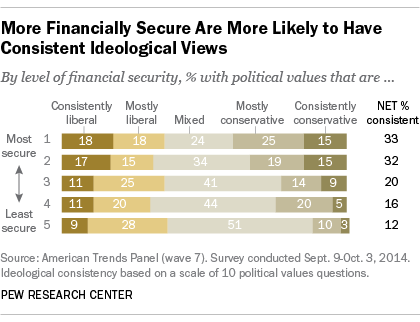 More Financially Secure Are More Likely to Have
Consistent Ideological Views
By level of financial security, % with political values that are ...
Consistently liberal Mostly liberal Mixed Mostly conservative Consistently conservative NET % consistent
Most secure 1 18 18 24 25 15 33
2 17 15 34 19 15 32
3 11 25 41 14 9 20
4 11 20 44 20 5 16
Least secure 5 9 28 51 10 3 12
Source: American Trends Panel (wave 7). Survey conducted Sept. 9-Oct. 3, 2014.
Ideological consistency based on a scale of 10 political values questions.
PEW RESEARCH CENTER